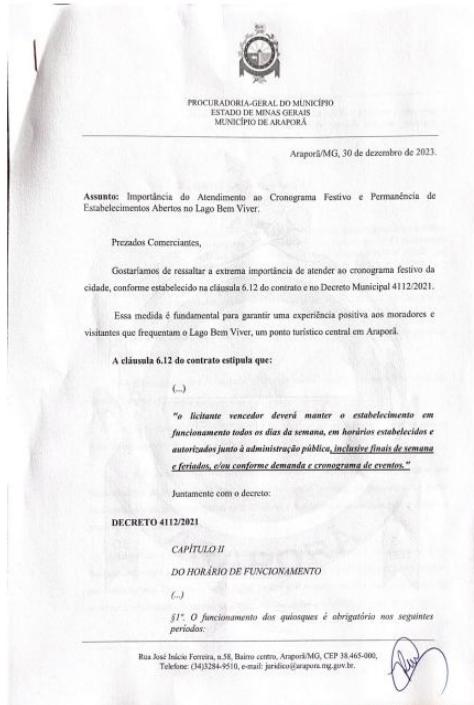 PROCURADORIA-GERAL DO MUNICÍPIO
ESTADO DE MINAS GERAIS
MUNICÍPIO DE ARAPORÃ
Araporã/MG, 30 de dezembro de 2023.
Assunto: Importância do Atendimento ao Cronograma Festivo e Permanência de
Estabelecimentos Abertos no Lago Bem Viver.
Prezados Comerciantes,
Gostaríamos de ressaltar a extrema importância de atender ao cronograma festivo da
cidade, conforme estabelecido na cláusula 6.12 do contrato e no Decreto Municipal 4112/2021.
Essa medida é fundamental para garantir uma experiência positiva aos moradores e
visitantes que frequentam o Lago Bem Viver, um ponto turístico central em Araporã.
A cláusula 6.12 do contrato estipula que:
(...)
"o licitante vencedor deverá manter o estabelecimento em
funcionamento todos os dias da semana, em horários estabelecidos e
autorizados junto à administração pública, inclusive finais de semana
e feriados, e/ou conforme demanda e cronograma de eventos."
Juntamente com o decreto:
DECRETO 4112/2021
CAPÍTULO II
DO HORÁRIO DE FUNCIONAMENTO
(...)
§1º. O funcionamento dos quiosques é obrigatório nos seguintes
períodos:
Rua José Inácio Ferreira, n.58, Bairro centro, Araporã/MG, CEP 38.465-000,
Telefone: (34)3284-9510, e-mail: juridico@arapora.mg.gov.br.